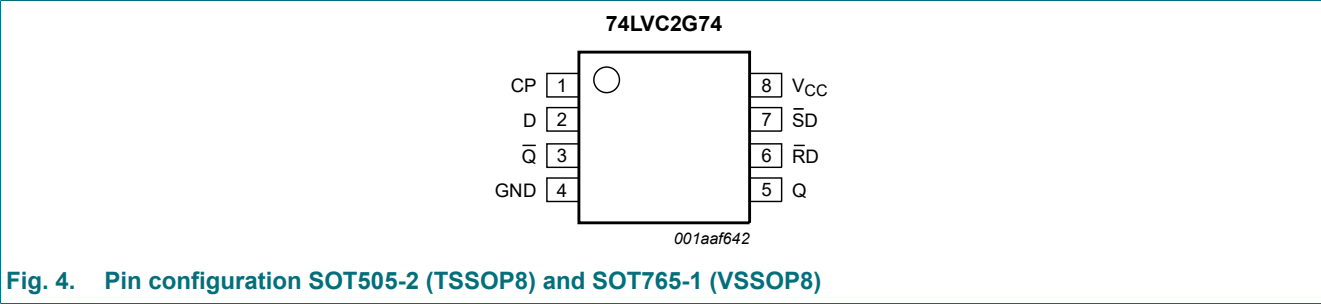 74LVC2G74
CP 1 8 VCC
D 2 7 S̅D
Q̅ 3 6 R̅D
GND 4 5 Q
001aaf642
Fig. 4. Pin configuration SOT505-2 (TSSOP8) and SOT765-1 (VSSOP8)